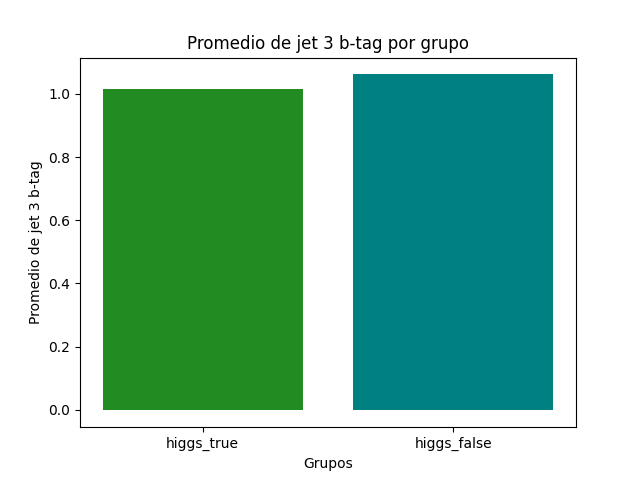 Promedio de jet 3 b-tag por grupo
Promedio de jet 3 b-tag
1.0
0.8
0.6
0.4
0.2
0.0
higgs_true
higgs_false
Grupos